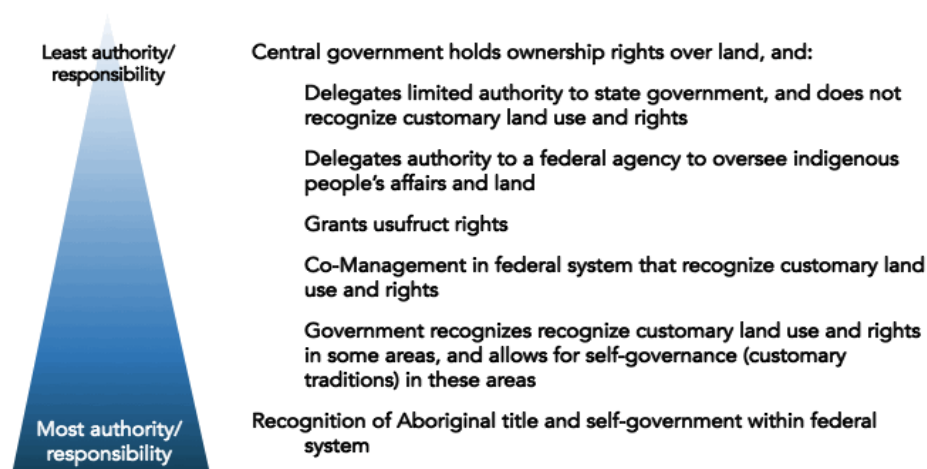 Least authority/
responsibility
Central government holds ownership rights over land, and:
Delegates limited authority to state government, and does not
recognize customary land use and rights
Delegates authority to a federal agency to oversee indigenous
people's affairs and land
Grants usufruct rights
Co-Management in federal system that recognize customary land
use and rights
Government recognizes recognize customary land use and rights
in some areas, and allows for self-governance (customary
traditions) in these areas
Most authority/
responsibility
Recognition of Aboriginal title and self-government within federal
system